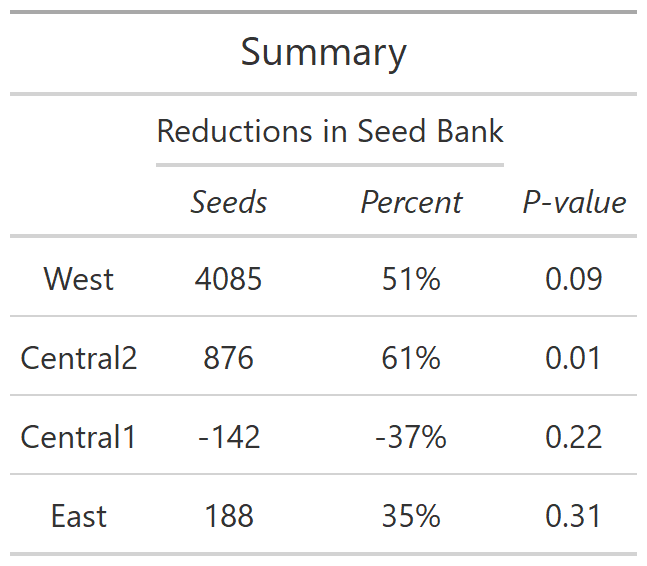 Summary
Reductions in Seed Bank
Seeds Percent P-value
West 4085 51% 0.09
Central2 876 61% 0.01
Central1 -142 -37% 0.22
East 188 35% 0.31